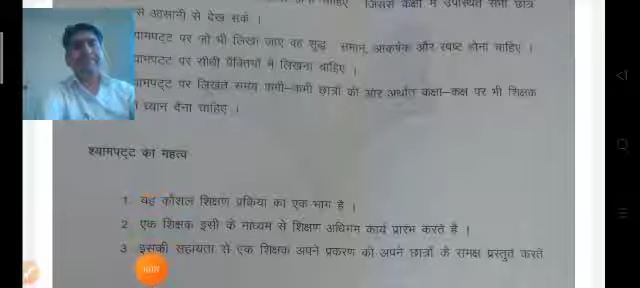 से आसानी से देख सकें ।
श्यामपट्ट पर जो भी लिखा जाए वह शुद्ध समान, आकर्षक और स्पष्ट होना चाहिए ।
पर सीधी पंक्तियों में लिखना चाहिए ।
पर लिखते समय कभी–कभी छात्रों की ओर अर्थात कक्षा–कक्ष पर भी शिक्षक
ध्यान देना चाहिए ।
श्यामपट्ट का महत्व
1 यह कौशल शिक्षण प्रकिया का एक भाग है ।
2 एक शिक्षक इसी के माध्यम से शिक्षण अधिगम कार्य प्रारंभ करते है ।
3 इसकी सहायता से एक शिक्षक अपने प्रकरण को अपने छात्रों के समक्ष प्रस्तुत करते